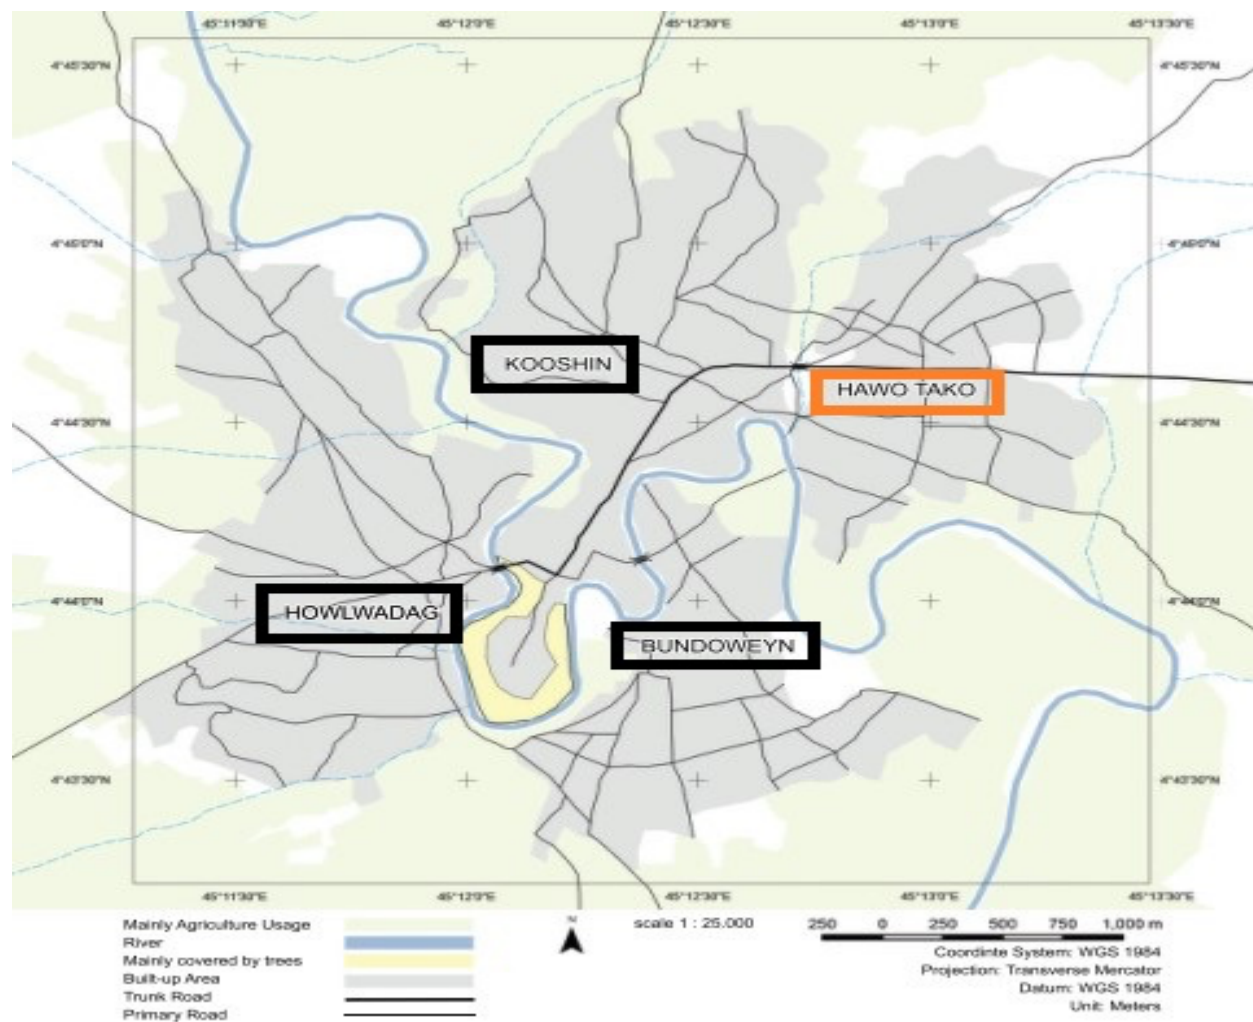 45°11'30"E 45°12'0"E 45°12'30"E 45°13'0"E 45°13'30"E
4°45'30"N 4°45'30"N
4°45'0"N 4°45'0"N
KOOSHIN
HAWO TAKO
4°44'30"N 4°44'30"N
4°44'0"N 4°44'0"N
HOWLWADAG
BUNDOWEYN
4°43'30"N 4°43'30"N
45°11'30"E 45°12'0"E 45°12'30"E 45°13'0"E 45°13'30"E
Mainly Agriculture Usage
River
Mainly covered by trees
Built-up Area
Trunk Road
Primary Road
N
scale 1 : 25.000
250 0 250 500 750 1,000 m
Coordinte System: WGS 1984
Projection: Transverse Mercator
Datum: WGS 1984
Unit: Meters